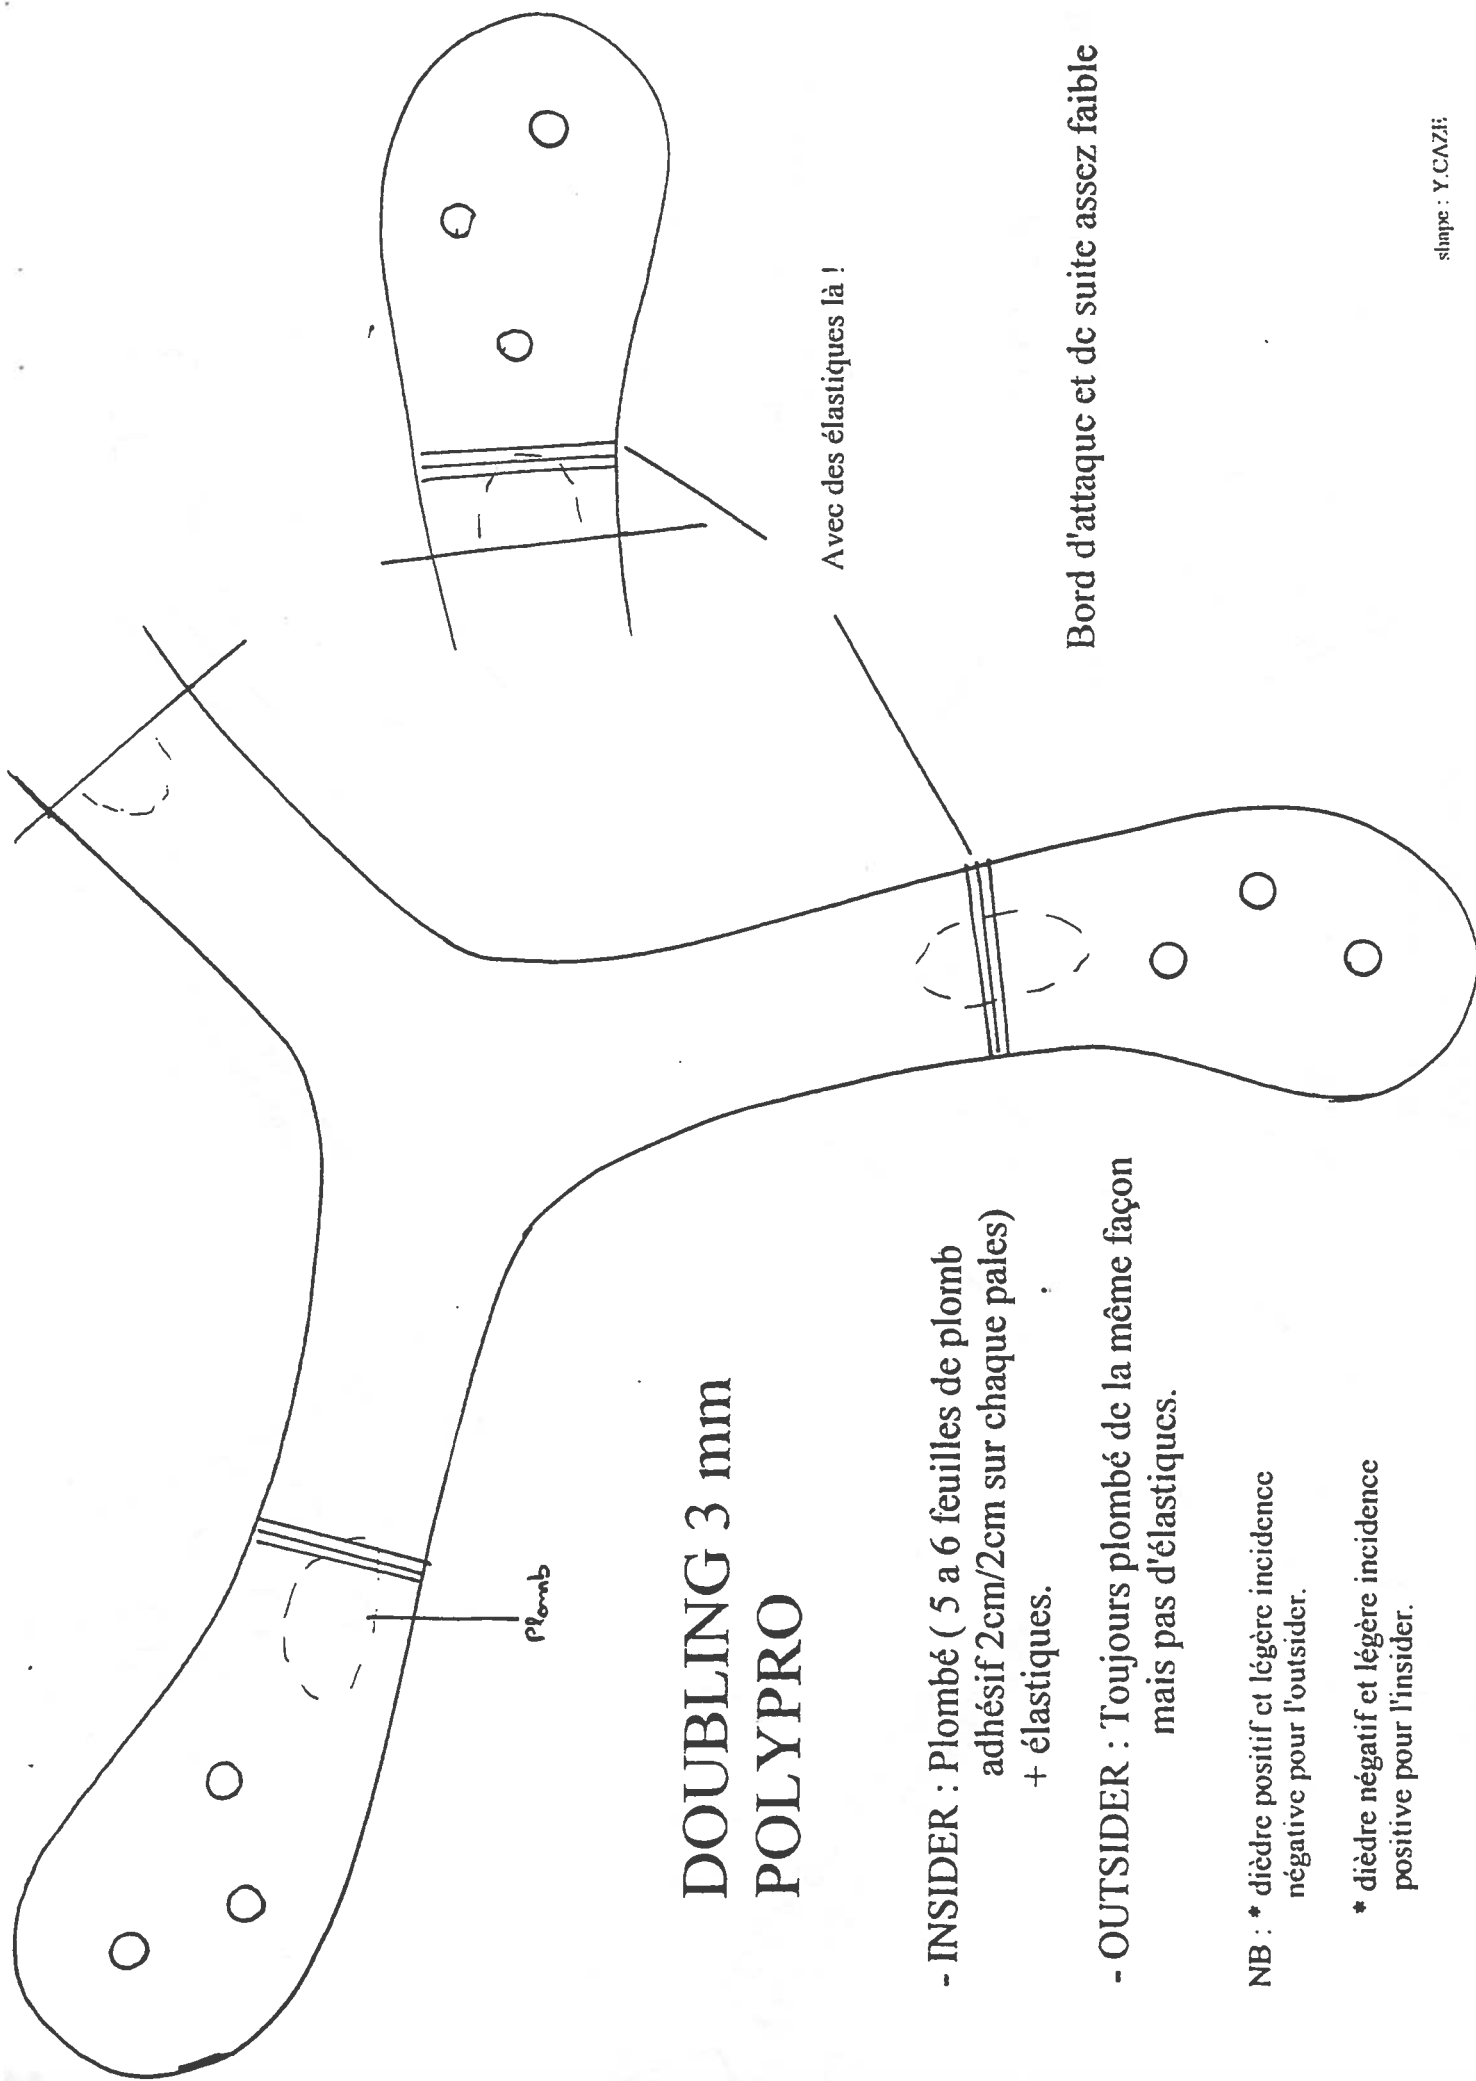 DOUBLING 3 mm
POLYPRO
- INSIDER : Plombé ( 5 a 6 feuilles de plomb
adhésif 2cm/2cm sur chaque pales)
+ élastiques.
- OUTSIDER : Toujours plombé de la même façon
mais pas d'élastiques.
NB : * dièdre positif et légère incidence
négative pour l'outsider.
* dièdre négatif et légère incidence
positive pour l'insider.
Plomb
Avec des élastiques là !
Bord d'attaque et de suite assez faible
shape : Y.CAZE